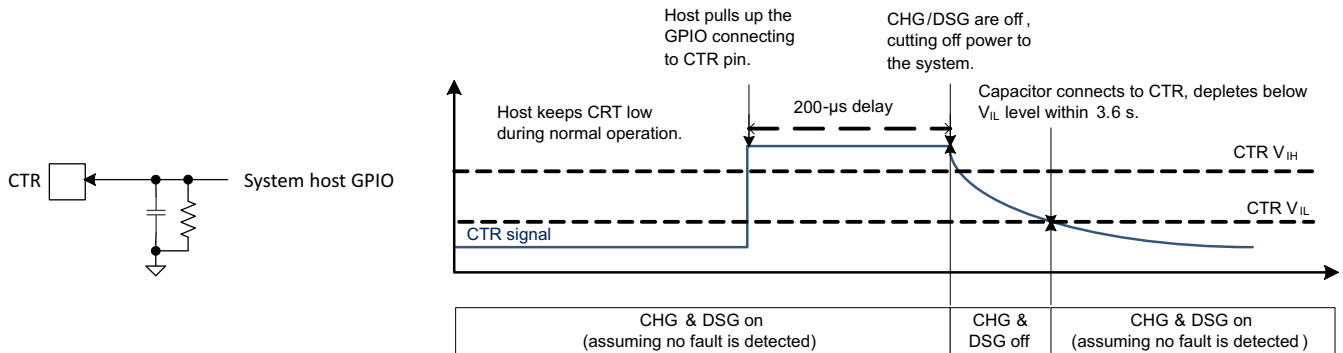 Host pulls up the
GPIO connecting
to CTR pin.
CHG/DSG are off,
cutting off power to
the system.
Capacitor connects to CTR, depletes below
VIL level within 3.6 s.
Host keeps CRT low
during normal operation.
200-µs delay
CTR VIH
CTR VIL
CTR signal
CTR
System host GPIO
CHG & DSG on
(assuming no fault is detected)
CHG &
DSG off
CHG & DSG on
(assuming no fault is detected )